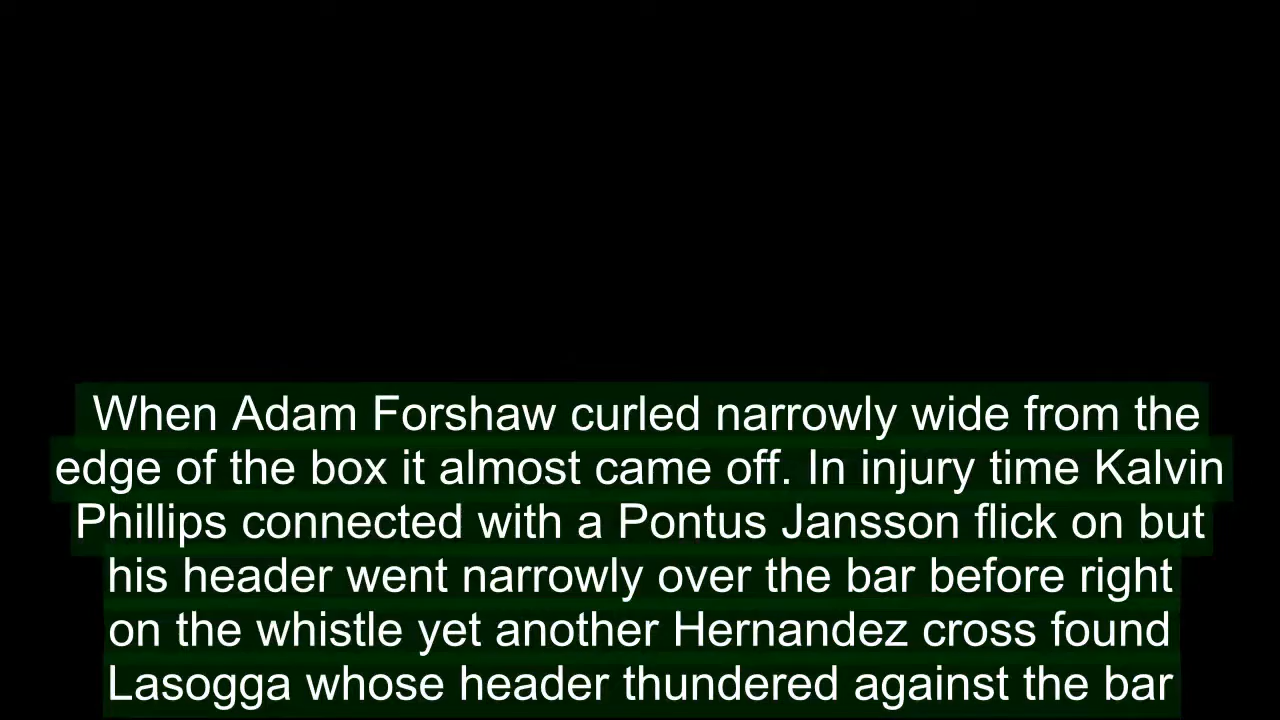 When Adam Forshaw curled narrowly wide from the
edge of the box it almost came off. In injury time Kalvin
Phillips connected with a Pontus Jansson flick on but
his header went narrowly over the bar before right
on the whistle yet another Hernandez cross found
Lasogga whose header thundered against the bar